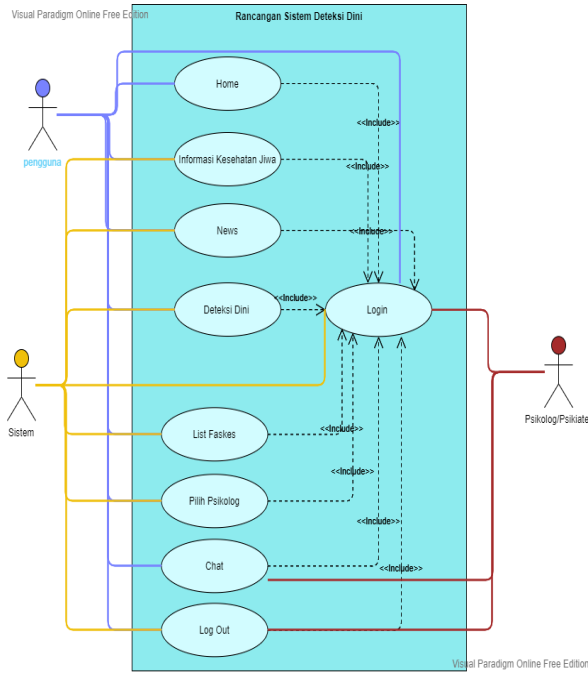 Visual Paradigm Online Free Edition
Rancangan Sistem Deteksi Dini
Home
<<Include>>
pengguna
Informasi Kesehatan Jiwa
<<Include>>
News
<<Include>>
Deteksi Dini
<<Include>>
Login
Sistem
Psikolog/Psikiate
List Faskes
<<Include>>
Pilih Psikolog
<<Include>>
<<Include>>
Chat
<<Include>>
Log Out
Visual Paradigm Online Free Edition